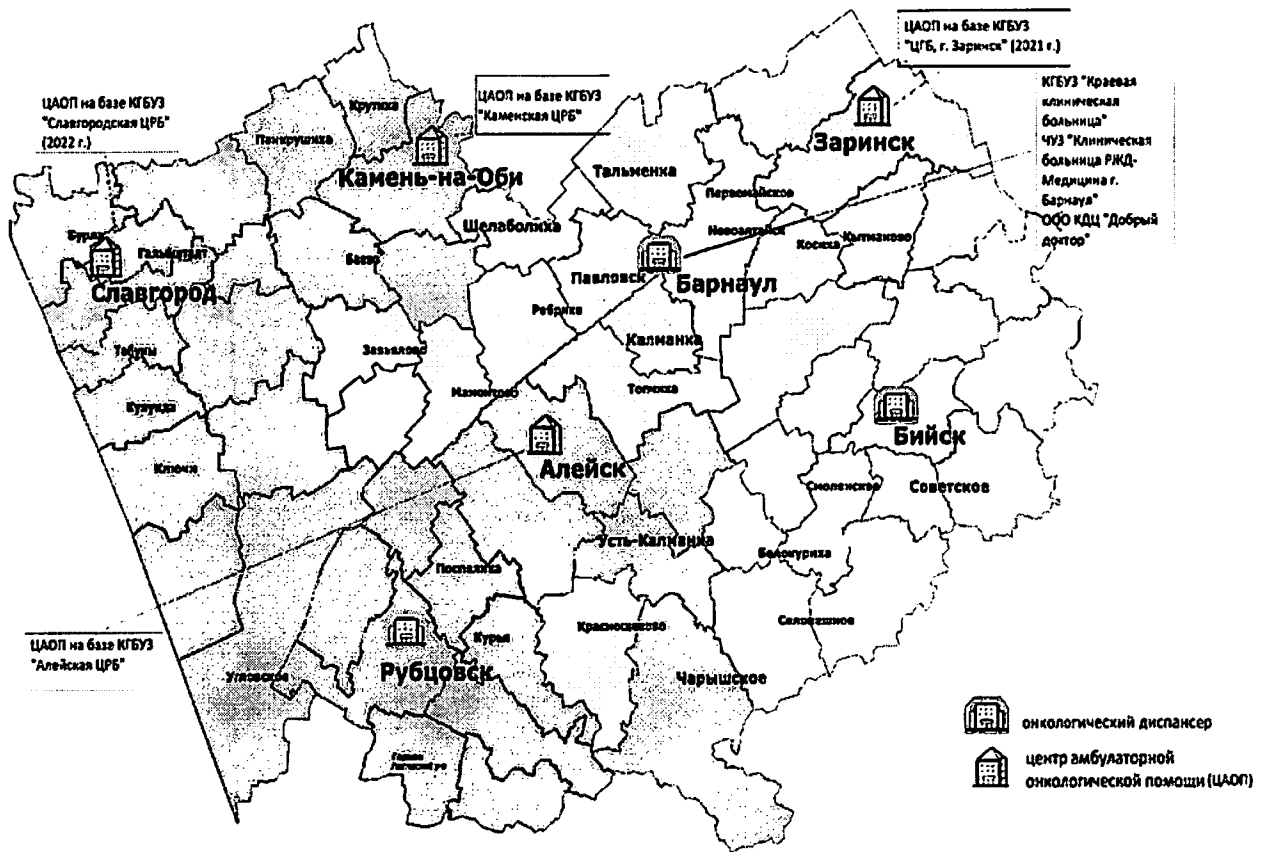 ЦАОП на базе КГБУЗ
"ЦГБ, г. Заринск" (2021 г.)
КГБУЗ "Краевая
клиническая
больница"
ЧУЗ "Клиническая
больница РЖД-
Медицина г.
Барнаул"
ООО КДЦ "Добрый
доктор"
ЦАОП на базе КГБУЗ
"Каменская ЦРБ"
ЦАОП на базе КГБУЗ
"Славгородская ЦРБ"
(2022 г.)
Крутиха
Панкрушиха
Камень-на-Оби
Заринск
Тальменка
Первомайское
Шелаболиха
Новоалтайск
Косиха
Кытманово
Бурла
Гальбштадт
Славгород
Баево
Павловск
Барнаул
Ребриха
Калманка
Табуны
Завьялово
Кулунда
Мамонтово
Топчиха
Бийск
Ключи
Алейск
Смоленское
Советское
Усть-Калманка
Белокуриха
Поспелиха
ЦАОП на базе КГБУЗ
"Алейская ЦРБ"
Краснощеково
Солонешное
Курья
Угловское
Рубцовск
Чарышское
онкологический диспансер
центр амбулаторной
онкологической помощи (ЦАОП)